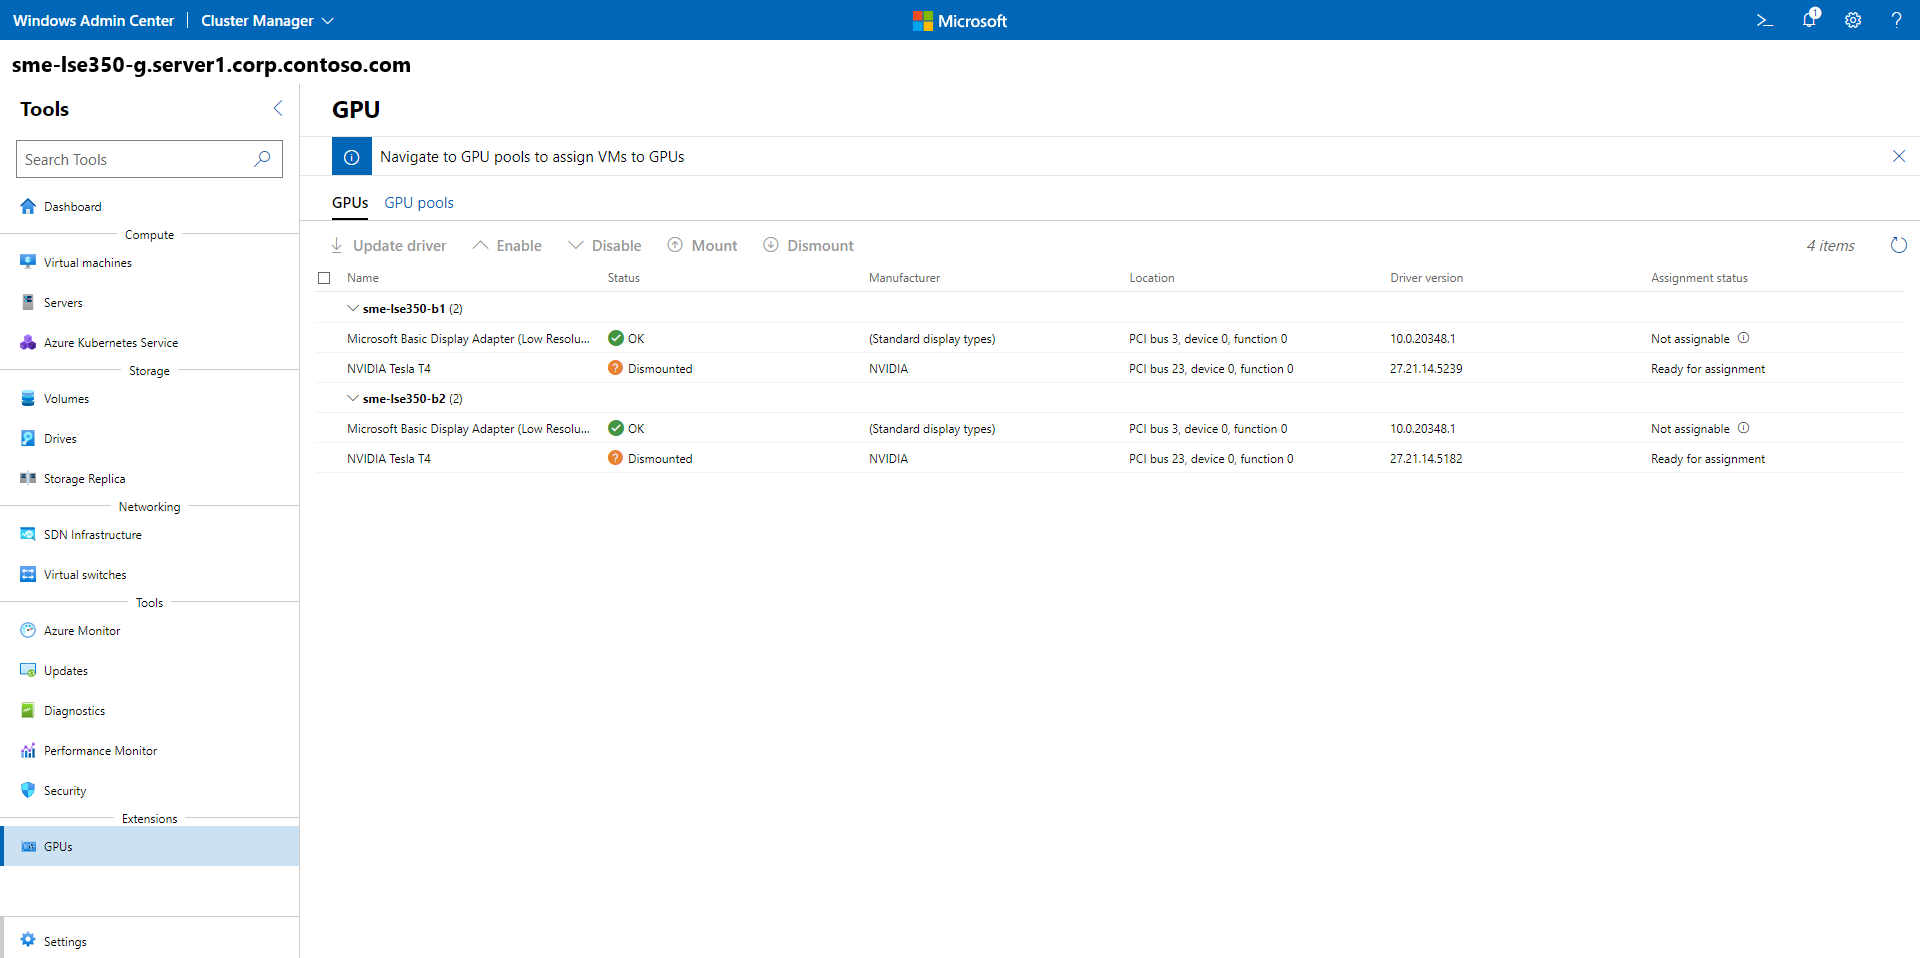 Windows Admin Center | Cluster Manager
Microsoft
1
sme-lse350-g.server1.corp.contoso.com
Tools
Search Tools
Dashboard
Compute
Virtual machines
Servers
Azure Kubernetes Service
Storage
Volumes
Drives
Storage Replica
Networking
SDN Infrastructure
Virtual switches
Tools
Azure Monitor
Updates
Diagnostics
Performance Monitor
Security
Extensions
GPUs
Settings
GPU
Navigate to GPU pools to assign VMs to GPUs
GPUs GPU pools
Update driver Enable Disable Mount Dismount 4 items
Name Status Manufacturer Location Driver version Assignment status
sme-lse350-b1 (2)
Microsoft Basic Display Adapter (Low Resolu... OK (Standard display types) PCI bus 3, device 0, function 0 10.0.20348.1 Not assignable
NVIDIA Tesla T4 Dismounted NVIDIA PCI bus 23, device 0, function 0 27.21.14.5239 Ready for assignment
sme-lse350-b2 (2)
Microsoft Basic Display Adapter (Low Resolu... OK (Standard display types) PCI bus 3, device 0, function 0 10.0.20348.1 Not assignable
NVIDIA Tesla T4 Dismounted NVIDIA PCI bus 23, device 0, function 0 27.21.14.5182 Ready for assignment